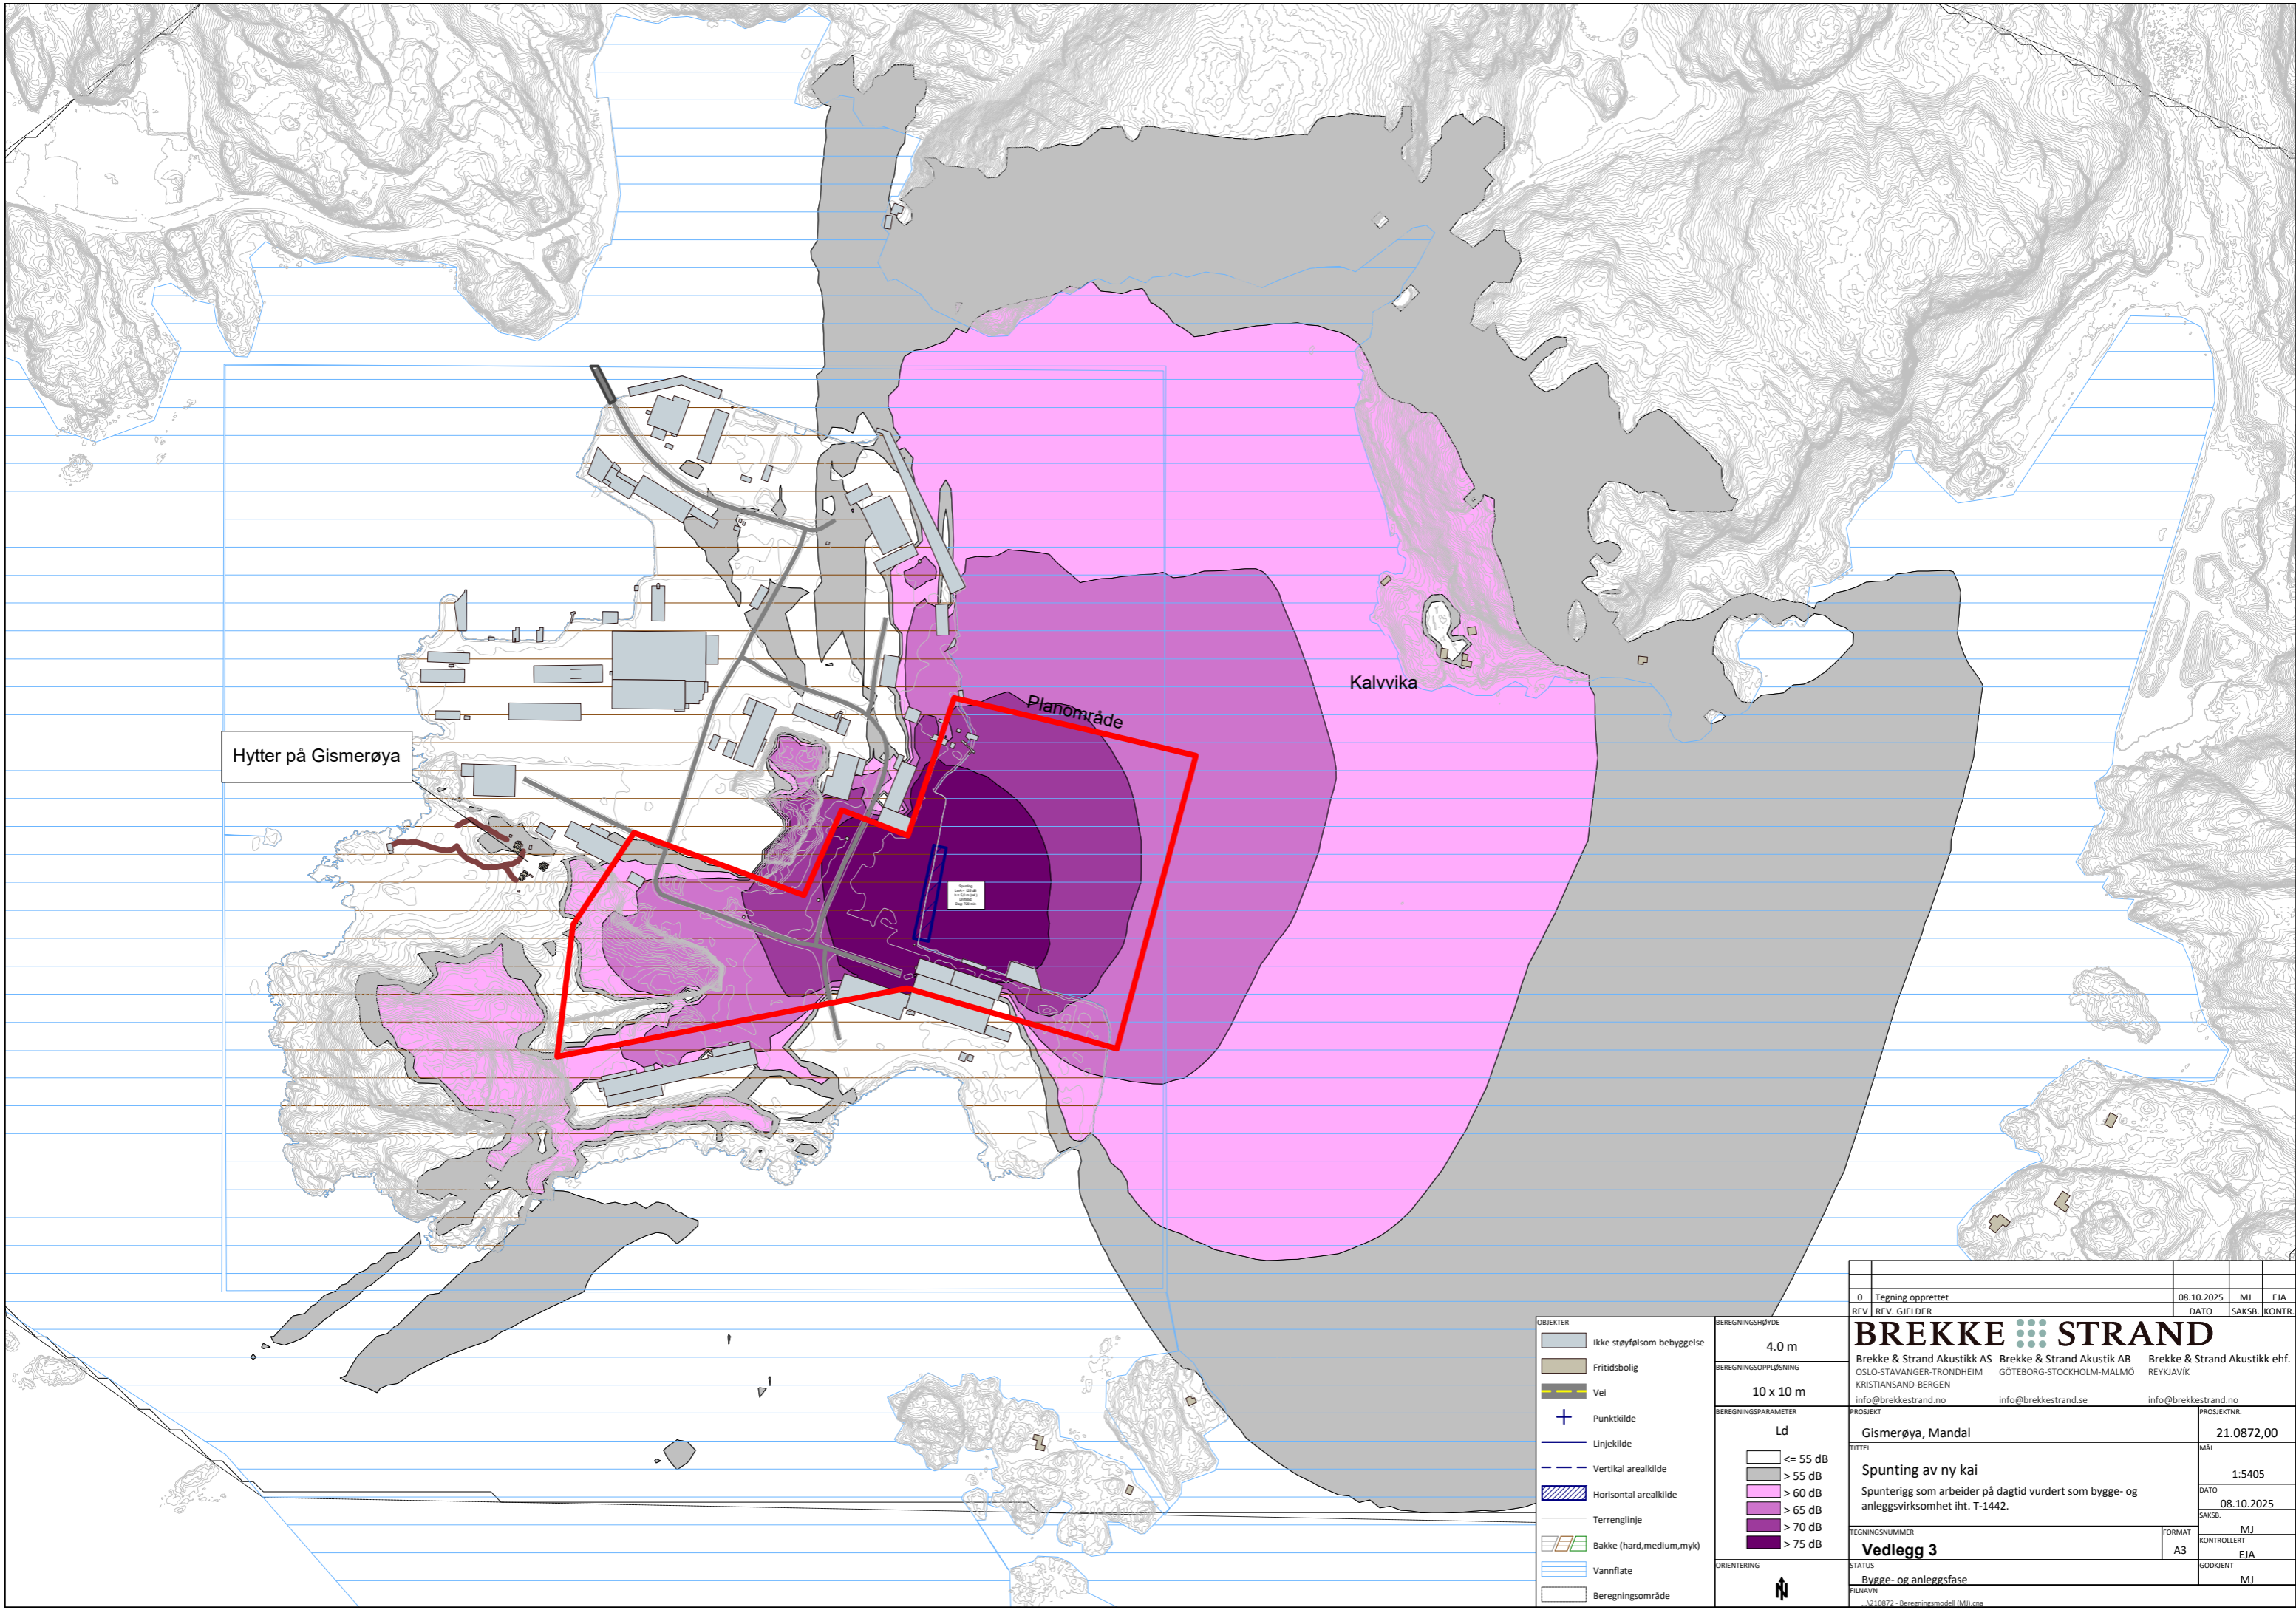 Hytter på Gismerøya
Planområde
Kalvvika
Spunting
OBJEKTER
Ikke støyfølsom bebyggelse
Fritidsbolig
Vei
Punktkilde
Linjekilde
Vertikal arealkilde
Horisontal arealkilde
Terrenglinje
Bakke (hard,medium,myk)
Vannflate
Beregningsområde
BEREGNINGSHØYDE
4.0 m
BEREGNINGSOPPLØSNING
10 x 10 m
BEREGNINGSPARAMETER
Ld
<= 55 dB
> 55 dB
> 60 dB
> 65 dB
> 70 dB
> 75 dB
ORIENTERING
N
0 Tegning opprettet 08.10.2025 MJ EJA
REV REV. GJELDER DATO SAKSB. KONTR.
BREKKE STRAND
Brekke & Strand Akustikk AS Brekke & Strand Akustik AB Brekke & Strand Akustikk ehf.
OSLO-STAVANGER-TRONDHEIM GÖTEBORG-STOCKHOLM-MALMÖ REYKJAVÍK
KRISTIANSAND-BERGEN
info@brekkestrand.no info@brekkestrand.se info@brekkestrand.no
PROSJEKT PROSJEKTNR.
Gismerøya, Mandal 21.0872,00
TITTEL MÅL
Spunting av ny kai 1:5405
Spunterigg som arbeider på dagtid vurdert som bygge- og
anleggsvirksomhet iht. T-1442.
DATO
08.10.2025
SAKSB.
MJ
TEGNINGSNUMMER FORMAT
Vedlegg 3 A3
KONTROLLERT
EJA
STATUS GODKJENT
Bygge- og anleggsfase MJ
FILNAVN
...\210872 - Beregningsmodell (MJ).cna